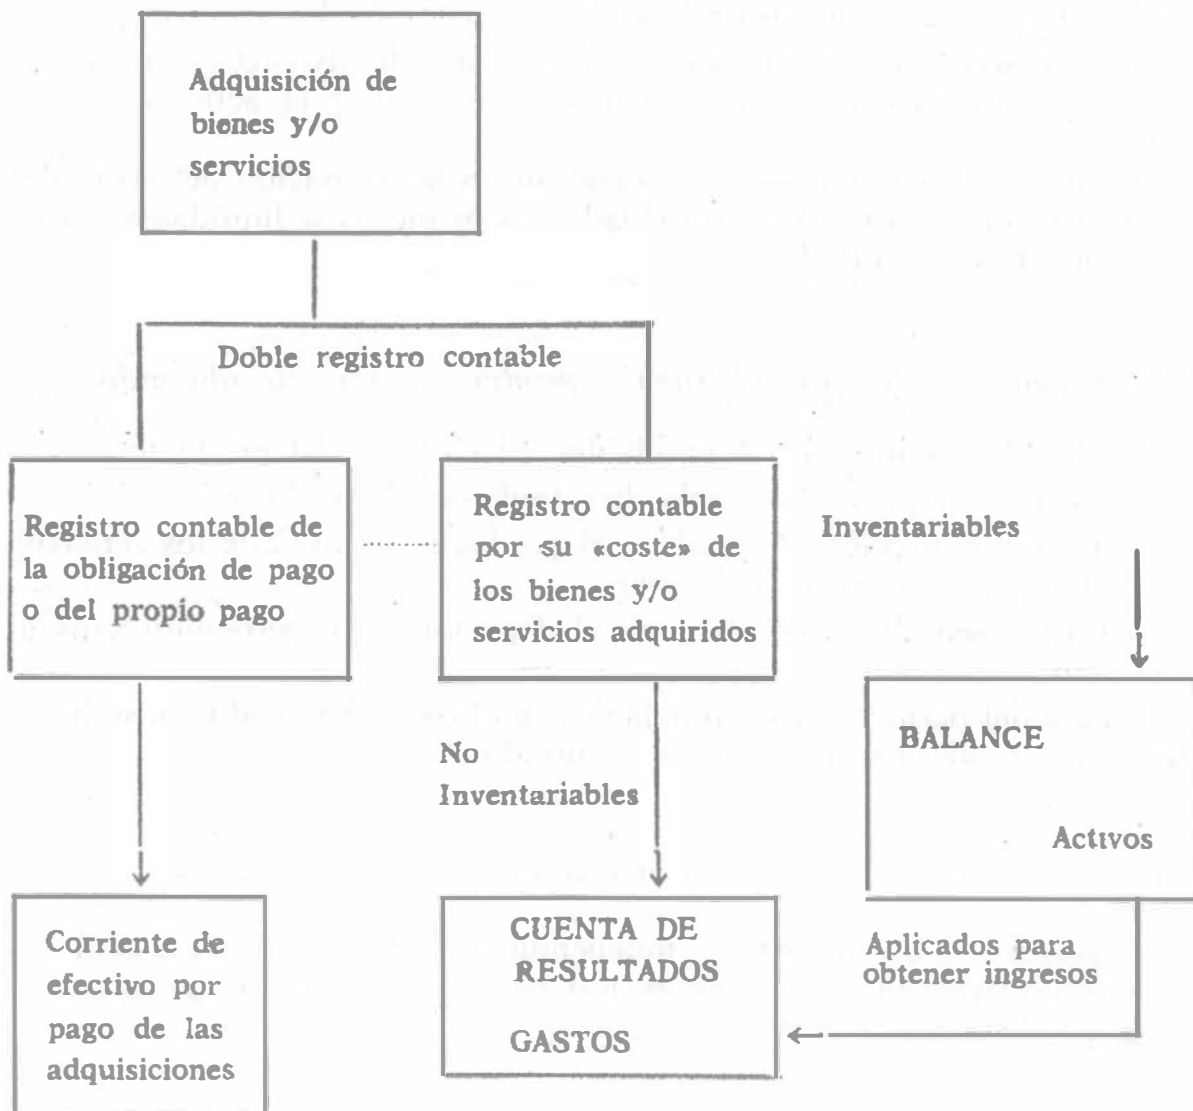 Adquisición de
bienes y/o
servicios
Doble registro contable
Registro contable de
la obligación de pago
o del propio pago
Registro contable
por su «coste» de
los bienes y/o
servicios adquiridos
Inventariables
No
Inventariables
BALANCE
Activos
Corriente de
efectivo por
pago de las
adquisiciones
CUENTA DE
RESULTADOS
GASTOS
Aplicados para
obtener ingresos